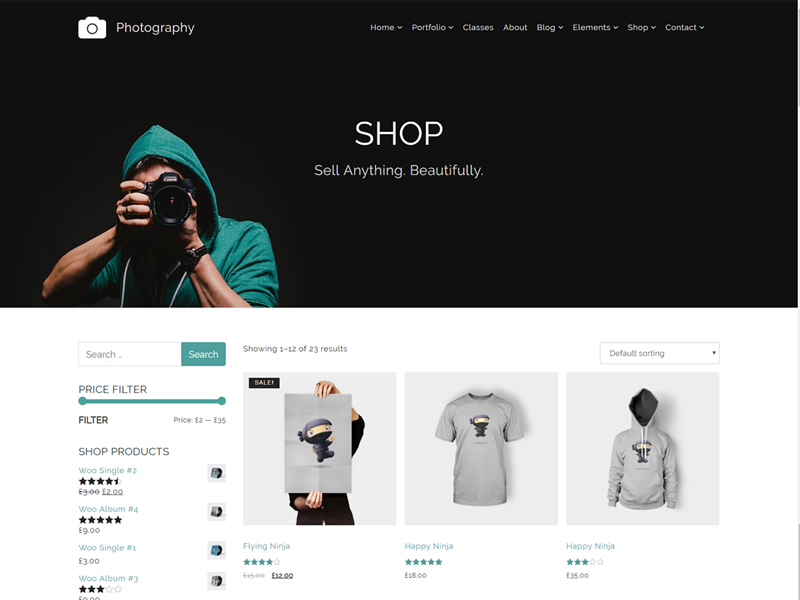 Photography
Home Portfolio Classes About Blog Elements Shop Contact
SHOP
Sell Anything. Beautifully.
Search …
Search
Showing 1–12 of 23 results
Default sorting
PRICE FILTER
FILTER
Price: £2 — £35
SHOP PRODUCTS
Woo Single #2
£3.00 £2.00
Woo Album #4
£9.00
Woo Single #1
£3.00
Woo Album #3
£9.00
SALE!
Flying Ninja
£15.00 £12.00
Happy Ninja
£18.00
Happy Ninja
£35.00